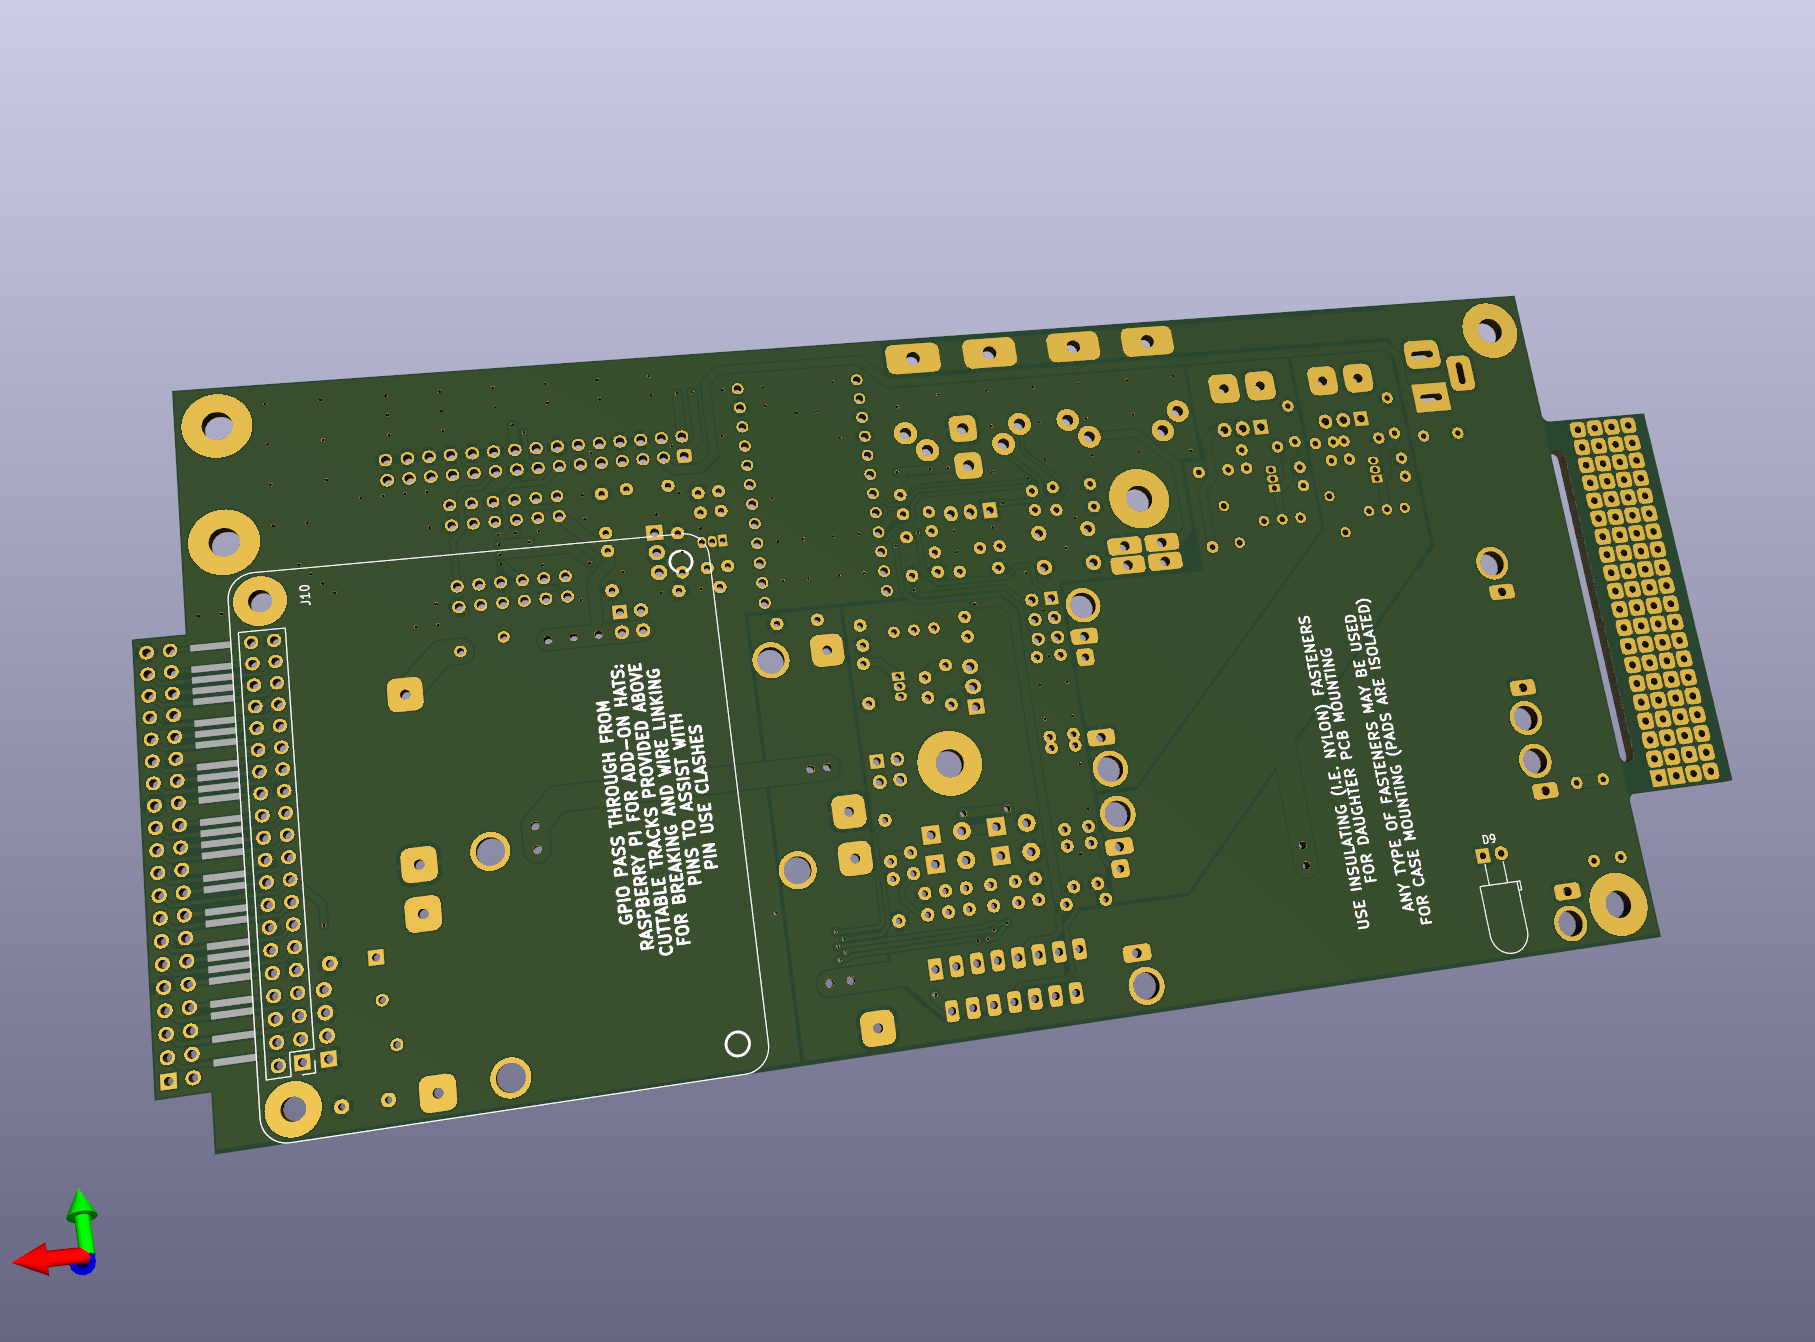 J10
GPIO PASS THROUGH FROM
RASPBERRY PI FOR ADD-ON HATS:
CUTTABLE TRACKS PROVIDED ABOVE
FOR BREAKING AND WIRE LINKING
PINS TO ASSIST WITH
PIN USE CLASHES
USE INSULATING (I.E. NYLON) FASTENERS
FOR DAUGHTER PCB MOUNTING
ANY TYPE OF FASTENERS MAY BE USED
FOR CASE MOUNTING (PADS ARE ISOLATED)
D9